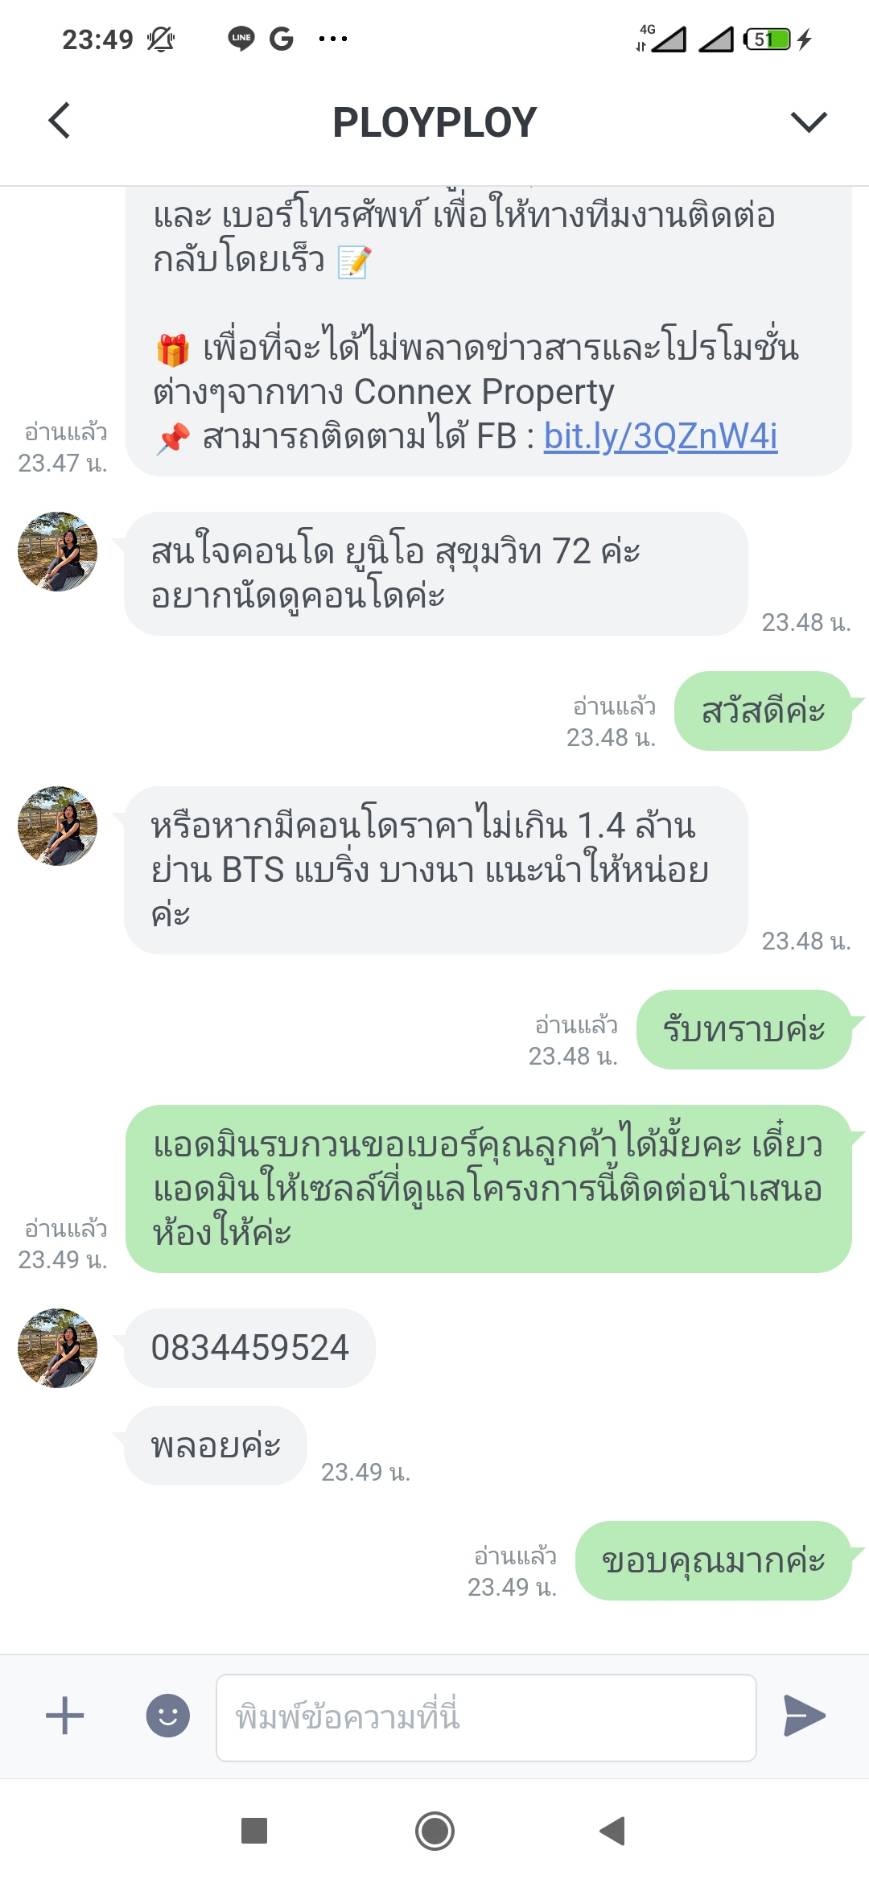 23:49
LINE
G
4G
51
PLOYPLOY
และ เบอร์โทรศัพท์ เพื่อให้ทางทีมงานติดต่อ
กลับโดยเร็ว 📝
🎁 เพื่อที่จะได้ไม่พลาดข่าวสารและโปรโมชั่น
ต่างๆจากทาง Connex Property
📌 สามารถติดตามได้ FB : bit.ly/3QZnW4i
อ่านแล้ว
23.47 น.
สนใจคอนโด ยูนิโอ สุขุมวิท 72 ค่ะ
อยากนัดดูคอนโดค่ะ
23.48 น.
สวัสดีค่ะ
อ่านแล้ว
23.48 น.
หรือหากมีคอนโดราคาไม่เกิน 1.4 ล้าน
ย่าน BTS แบริ่ง บางนา แนะนำให้หน่อย
ค่ะ
23.48 น.
รับทราบค่ะ
อ่านแล้ว
23.48 น.
แอดมินรบกวนขอเบอร์คุณลูกค้าได้มั้ยคะ เดี๋ยว
แอดมินให้เซลล์ที่ดูแลโครงการนี้ติดต่อนำเสนอ
ห้องให้ค่ะ
อ่านแล้ว
23.49 น.
0834459524
พลอยค่ะ
23.49 น.
ขอบคุณมากค่ะ
อ่านแล้ว
23.49 น.
พิมพ์ข้อความที่นี่